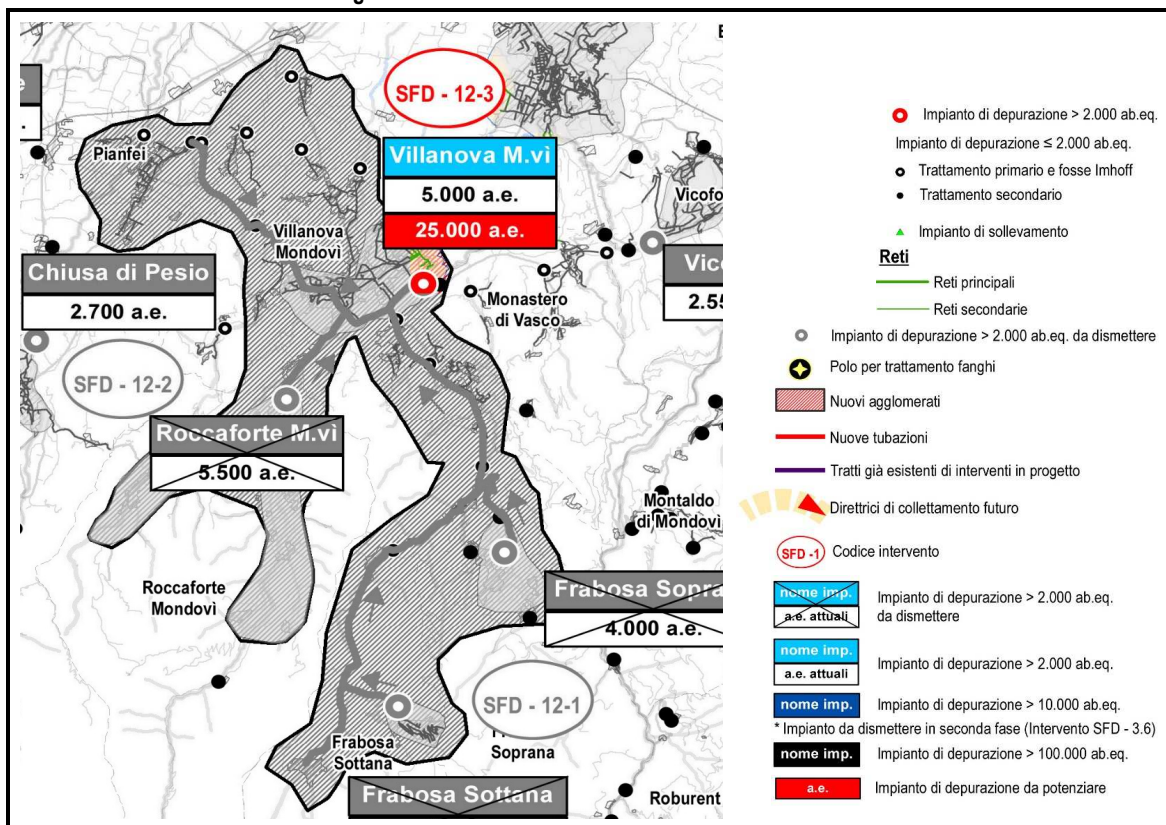 SFD - 12-3
Villanova M.vì
5.000 a.e.
25.000 a.e.
Pianfei
Villanova
Mondovì
Chiusa di Pesio
2.700 a.e.
SFD - 12-2
Monastero
di Vasco
Roccaforte M.vì
5.500 a.e.
Montaldo
di Mondovì
Roccaforte
Mondovì
Frabosa Sopra
4.000 a.e.
SFD - 12-1
Frabosa
Sottana
Soprana
Frabosa Sottana
Roburent
Vicofo
Vico
2.55
Impianto di depurazione > 2.000 ab.eq.
Impianto di depurazione ≤ 2.000 ab.eq.
Trattamento primario e fosse Imhoff
Trattamento secondario
Impianto di sollevamento
Reti
Reti principali
Reti secondarie
Impianto di depurazione > 2.000 ab.eq. da dismettere
Polo per trattamento fanghi
Nuovi agglomerati
Nuove tubazioni
Tratti già esistenti di interventi in progetto
Direttrici di collettamento futuro
SFD -1 Codice intervento
nome imp.
a.e. attuali
Impianto di depurazione > 2.000 ab.eq.
da dismettere
nome imp.
a.e. attuali
Impianto di depurazione > 2.000 ab.eq.
nome imp. Impianto di depurazione > 10.000 ab.eq.
* Impianto da dismettere in seconda fase (Intervento SFD - 3.6)
nome imp. Impianto di depurazione > 100.000 ab.eq.
a.e. Impianto di depurazione da potenziare